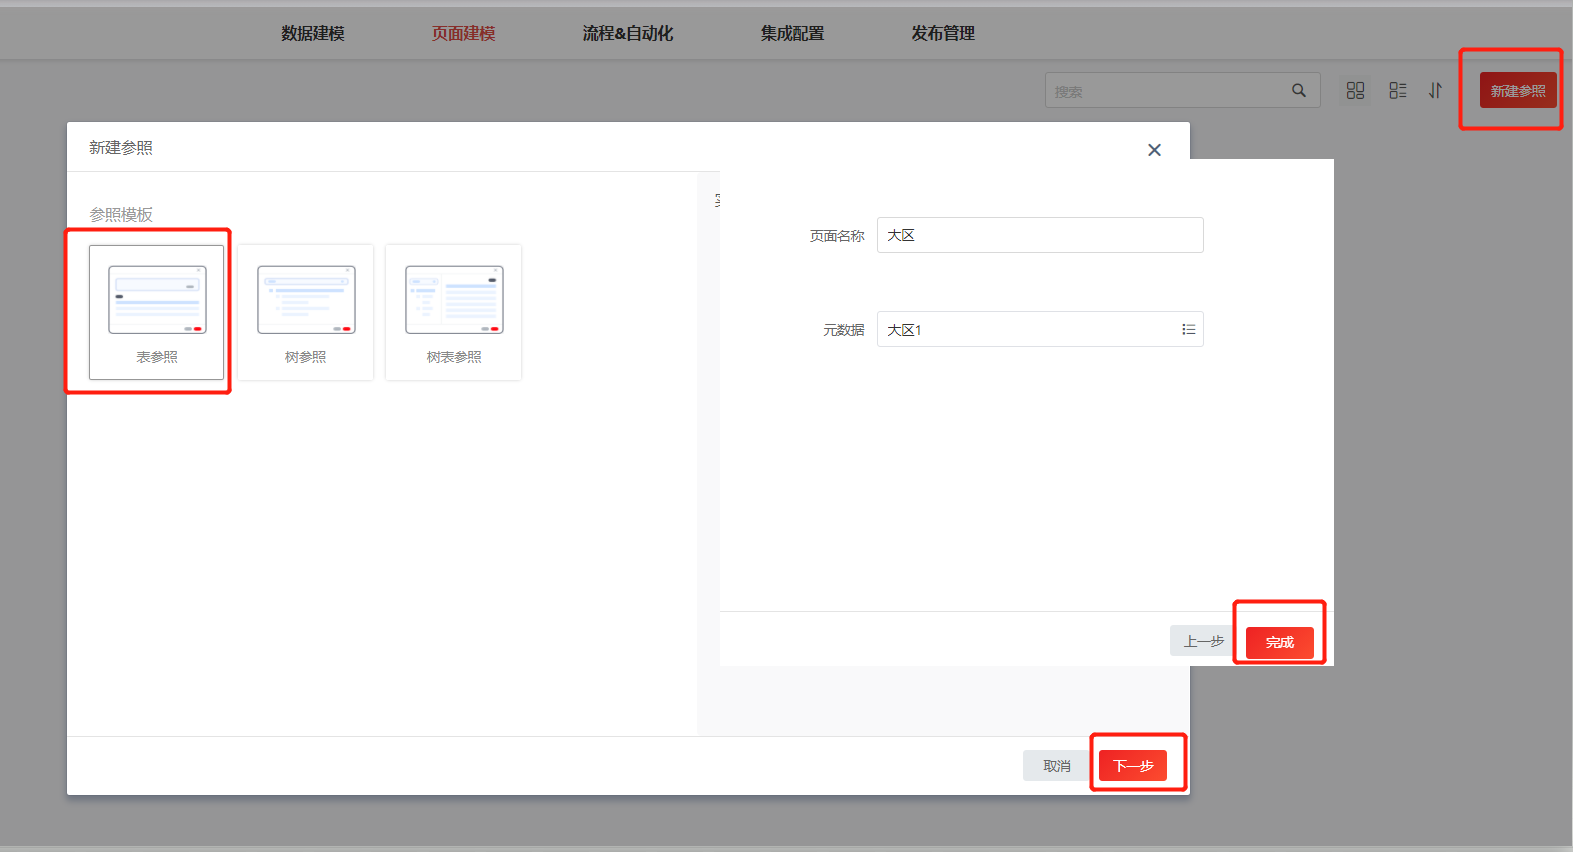 数据建模
页面建模
流程&自动化
集成配置
发布管理
搜索
新建参照
新建参照
参照模板
表参照
树参照
树表参照
页面名称
大区
元数据
大区1
上一步
完成
取消
下一步